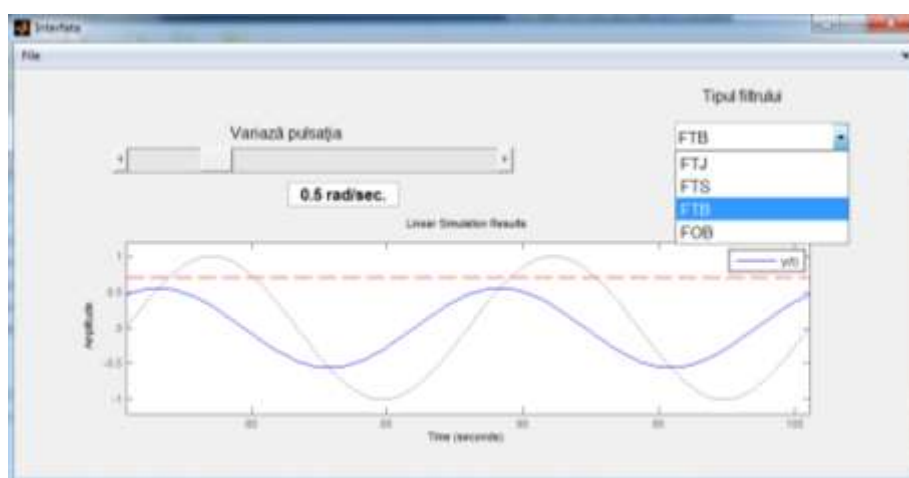 Interfata
File
Tipul filtrului
Variază pulsația
FTB
FTJ
FTS
FTB
FOB
0.5 rad/sec.
Linear Simulation Results
y(t)
1
0.5
0
-0.5
-1
Amplitude
100
Time (seconds)